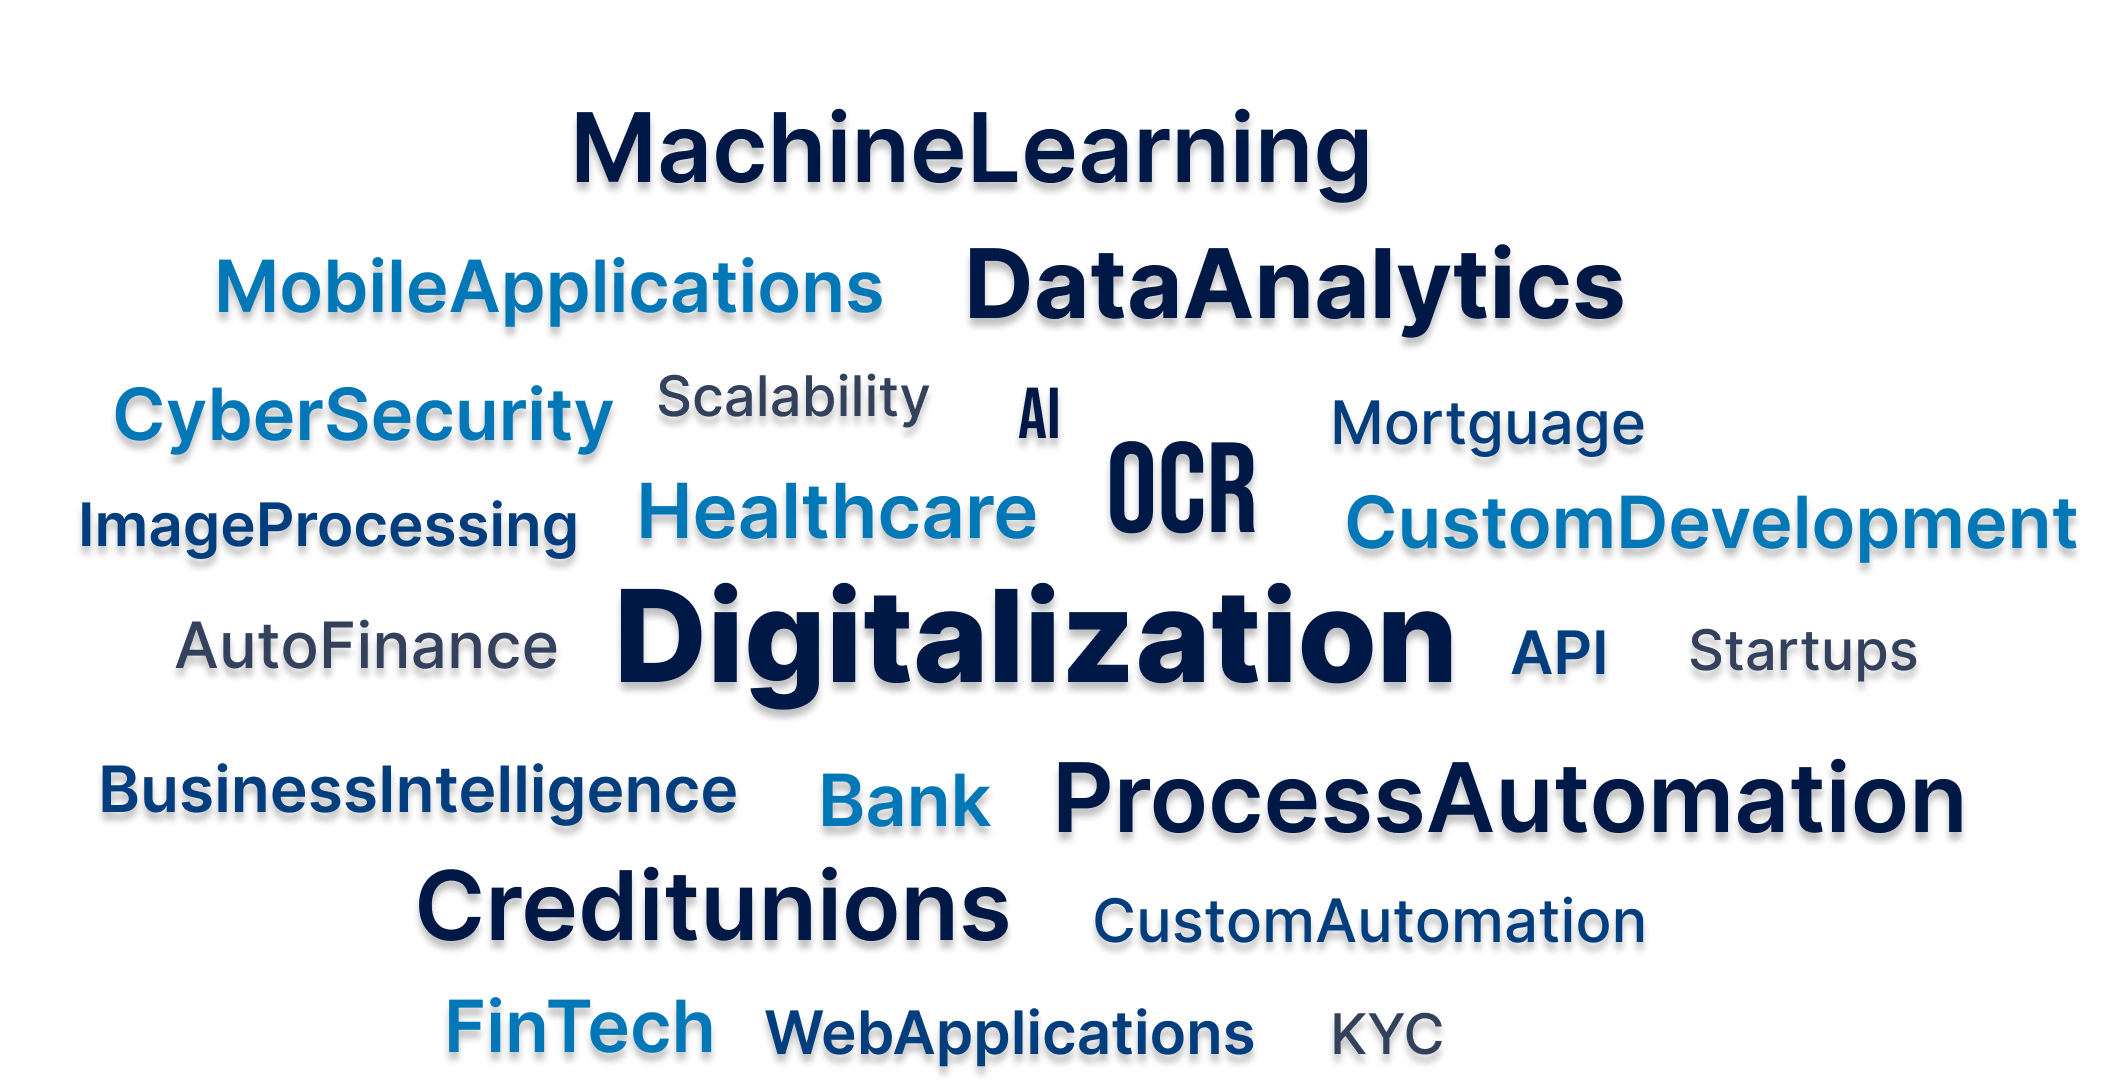 MachineLearning
MobileApplications DataAnalytics
CyberSecurity Scalability AI Mortguage
OCR
ImageProcessing Healthcare CustomDevelopment
AutoFinance Digitalization API Startups
BusinessIntelligence Bank ProcessAutomation
Creditunions CustomAutomation
FinTech WebApplications KYC